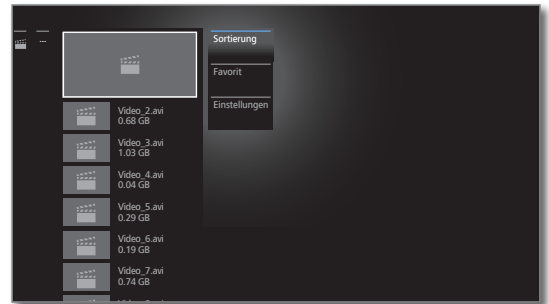 ...
Sortierung
Favorit
Einstellungen
Video_2.avi
0.68 GB
Video_3.avi
1.03 GB
Video_4.avi
0.04 GB
Video_5.avi
0.29 GB
Video_6.avi
0.19 GB
Video_7.avi
0.74 GB